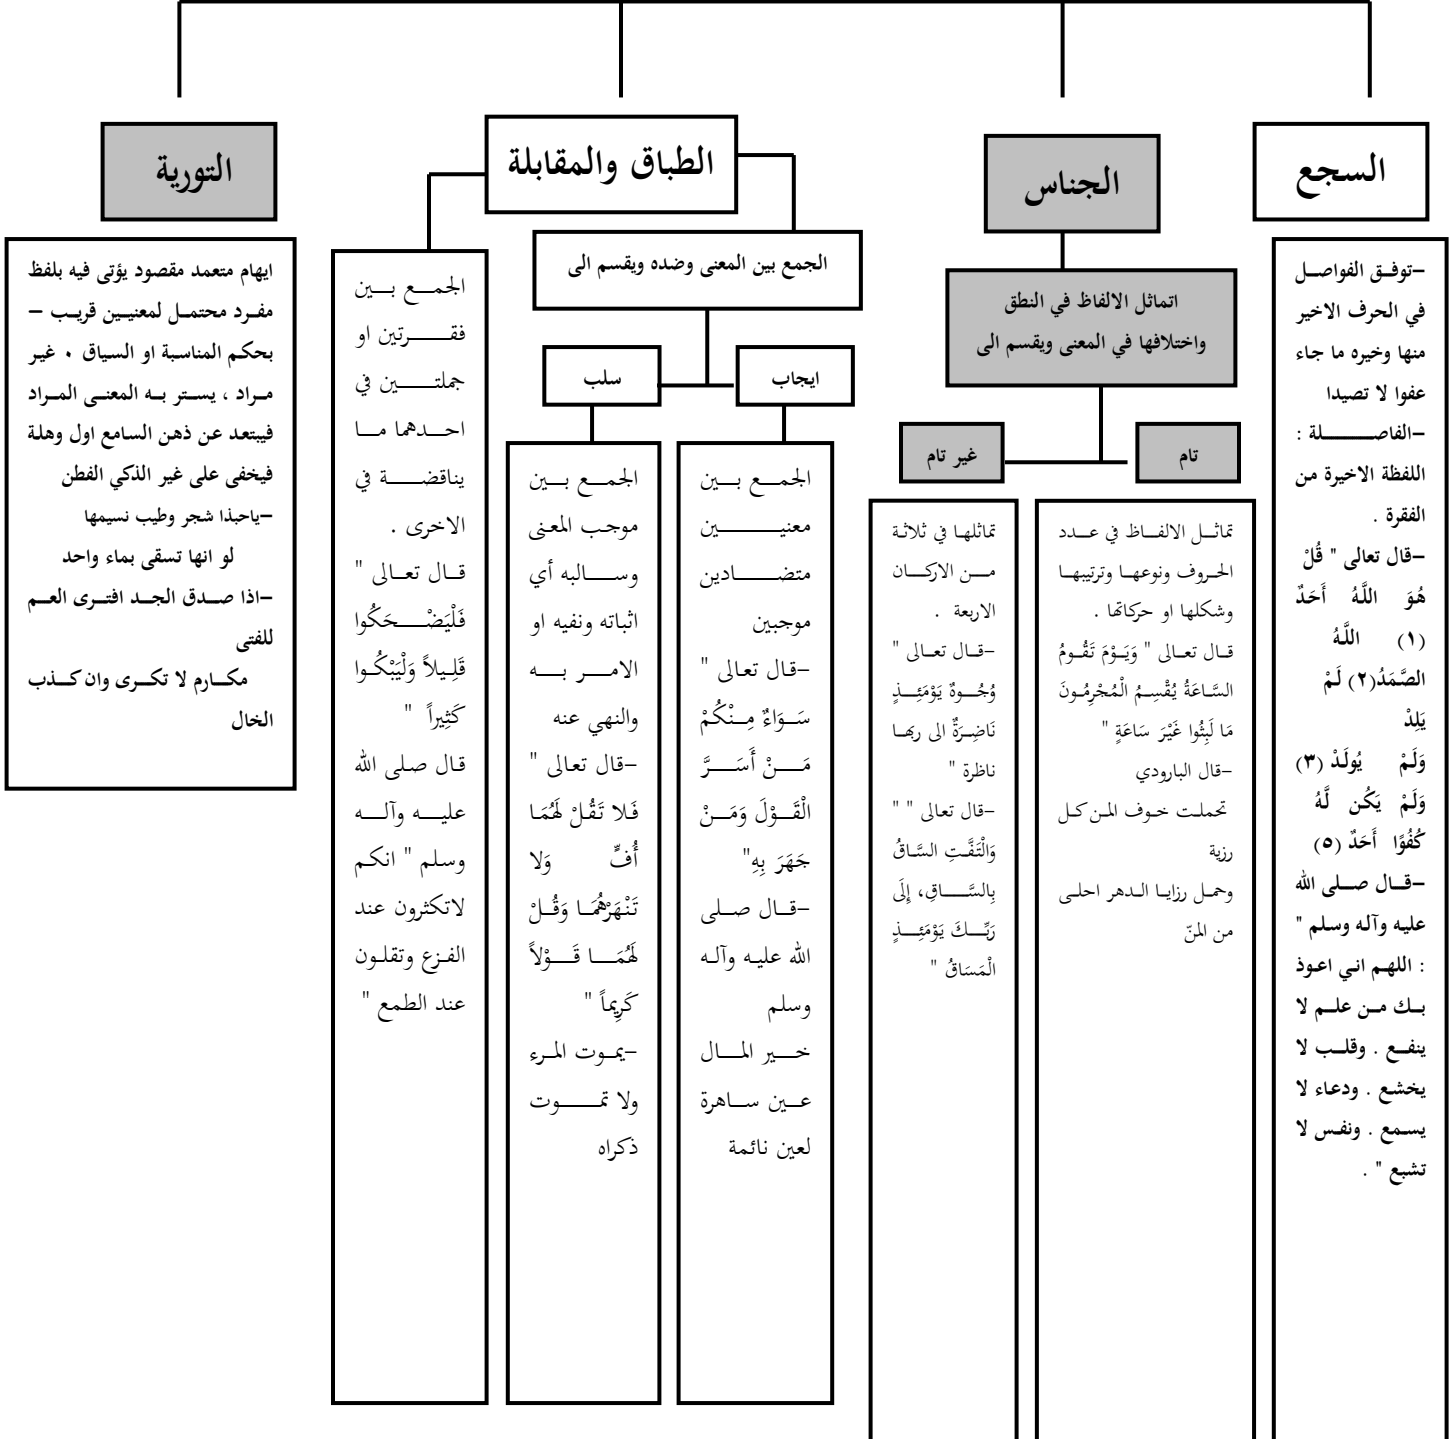 السجع
–توفق الفواصل
في الحرف الاخير
منها وخيره ما جاء
عفوا لا تصيدا
–الفاصلة :
اللفظة الاخيرة من
الفقرة .
–قال تعالى " قُلْ
هُوَ اللَّهُ أَحَدٌ
(١) اللَّهُ
الصَّمَدُ(٢) لَمْ
يَلِدْ
وَلَمْ يُولَدْ (٣)
وَلَمْ يَكُن لَّهُ
كُفُوًا أَحَدٌ (٥)
–قال صلى الله
عليه وآله وسلم "
: اللهم اني اعوذ
بك من علم لا
ينفع . وقلب لا
يخشع . ودعاء لا
يسمع . ونفس لا
تشبع " .
الجناس
اتماثل الالفاظ في النطق
واختلافها في المعنى ويقسم الى
تام
تماثل الالفاظ في عدد
الحروف ونوعها وترتيبها
وشكلها او حركاتها .
قال تعالى " وَيَوْمَ تَقُومُ
السَّاعَةُ يُقْسِمُ الْمُجْرِمُونَ
مَا لَبِثُوا غَيْرَ سَاعَةٍ "
–قال البارودي
تحملت خوف المن كل
رزية
وحمل رزايا الدهر احلى
من المنّ
غير تام
تماثلها في ثلاثة
من الاركان
الاربعة .
–قال تعالى "
وُجُوهٌ يَوْمَئِذٍ
نَاضِرَةٌ الى ربها
ناظرة "
–قال تعالى " "
وَالْتَفَّتِ السَّاقُ
بِالسَّاقِ، إِلَى
رَبِّكَ يَوْمَئِذٍ
الْمَسَاقُ "
الطباق والمقابلة
الجمع بين المعنى وضده ويقسم الى
ايجاب
الجمع بين
معنيين
متضادين
موجبين
–قال تعالى "
سَوَاءٌ مِنْكُمْ
مَنْ أَسَرَّ
الْقَوْلَ وَمَنْ
جَهَرَ بِهِ"
–قال صلى
الله عليه وآله
وسلم
خير المال
عين ساهرة
لعين نائمة
سلب
الجمع بين
موجب المعنى
وسالبه أي
اثباته ونفيه او
الامر به
والنهي عنه
–قال تعالى "
فَلا تَقُلْ لَهُمَا
أُفٍّ وَلا
تَنْهَرْهُمَا وَقُلْ
لَهُمَا قَوْلاً
كَرِيماً "
–يموت المرء
ولا تموت
ذكراه
الجمع بين
فقرتين او
جملتين في
احدهما ما
يناقضة في
الاخرى .
قال تعالى "
فَلْيَضْحَكُوا
قَلِيلاً وَلْيَبْكُوا
كَثِيراً "
قال صلى الله
عليه وآله
وسلم " انكم
لاتكثرون عند
الفزع وتقلون
عند الطمع "
التورية
ايهام متعمد مقصود يؤتى فيه بلفظ
مفرد محتمل لمعنيين قريب –
بحكم المناسبة او السياق ٠ غير
مراد ، يستر به المعنى المراد
فيبتعد عن ذهن السامع اول وهلة
فيخفى على غير الذكي الفطن
–ياحبذا شجر وطيب نسيمها
لو انها تسقى بماء واحد
–اذا صدق الجد افترى العم
للفتى
مكارم لا تكرى وان كذب
الخال